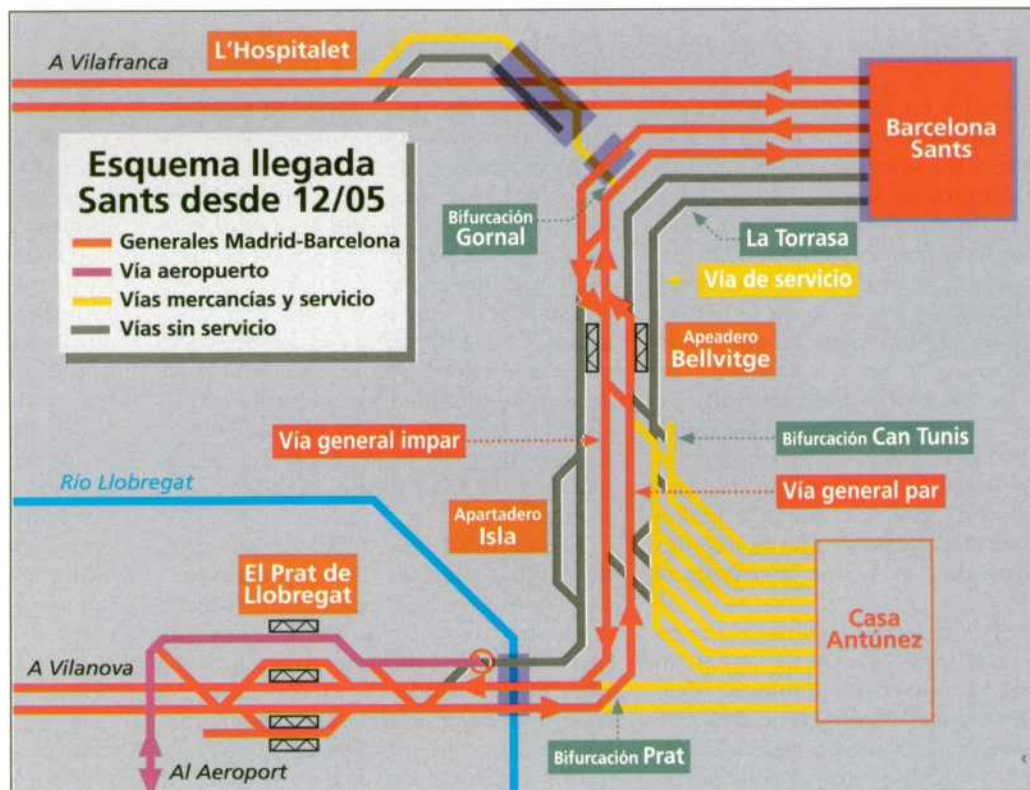 L'Hospitalet
A Vilafranca
Barcelona
Sants
Esquema llegada
Sants desde 12/05
Generales Madrid-Barcelona
Vía aeropuerto
Vías mercancías y servicio
Vías sin servicio
Bifurcación
Gornal
La Torrasa
Vía de servicio
Apeadero
Bellvitge
Vía general impar
Bifurcación Can Tunis
Río Llobregat
Vía general par
Apartadero
Isla
El Prat de
Llobregat
Casa
Antúnez
A Vilanova
Bifurcación Prat
Al Aeroport